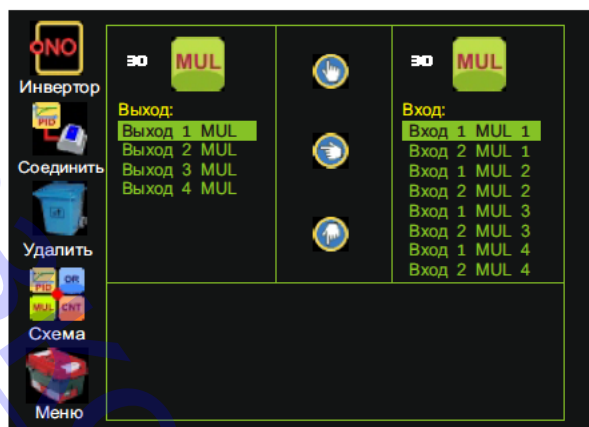 NO
Инвертор
PID
Соединить
Удалить
PID OR
MUL CNT
Схема
Меню
30 MUL
Выход:
Выход 1 MUL
Выход 2 MUL
Выход 3 MUL
Выход 4 MUL
30 MUL
Вход:
Вход 1 MUL 1
Вход 2 MUL 1
Вход 1 MUL 2
Вход 2 MUL 2
Вход 1 MUL 3
Вход 2 MUL 3
Вход 1 MUL 4
Вход 2 MUL 4